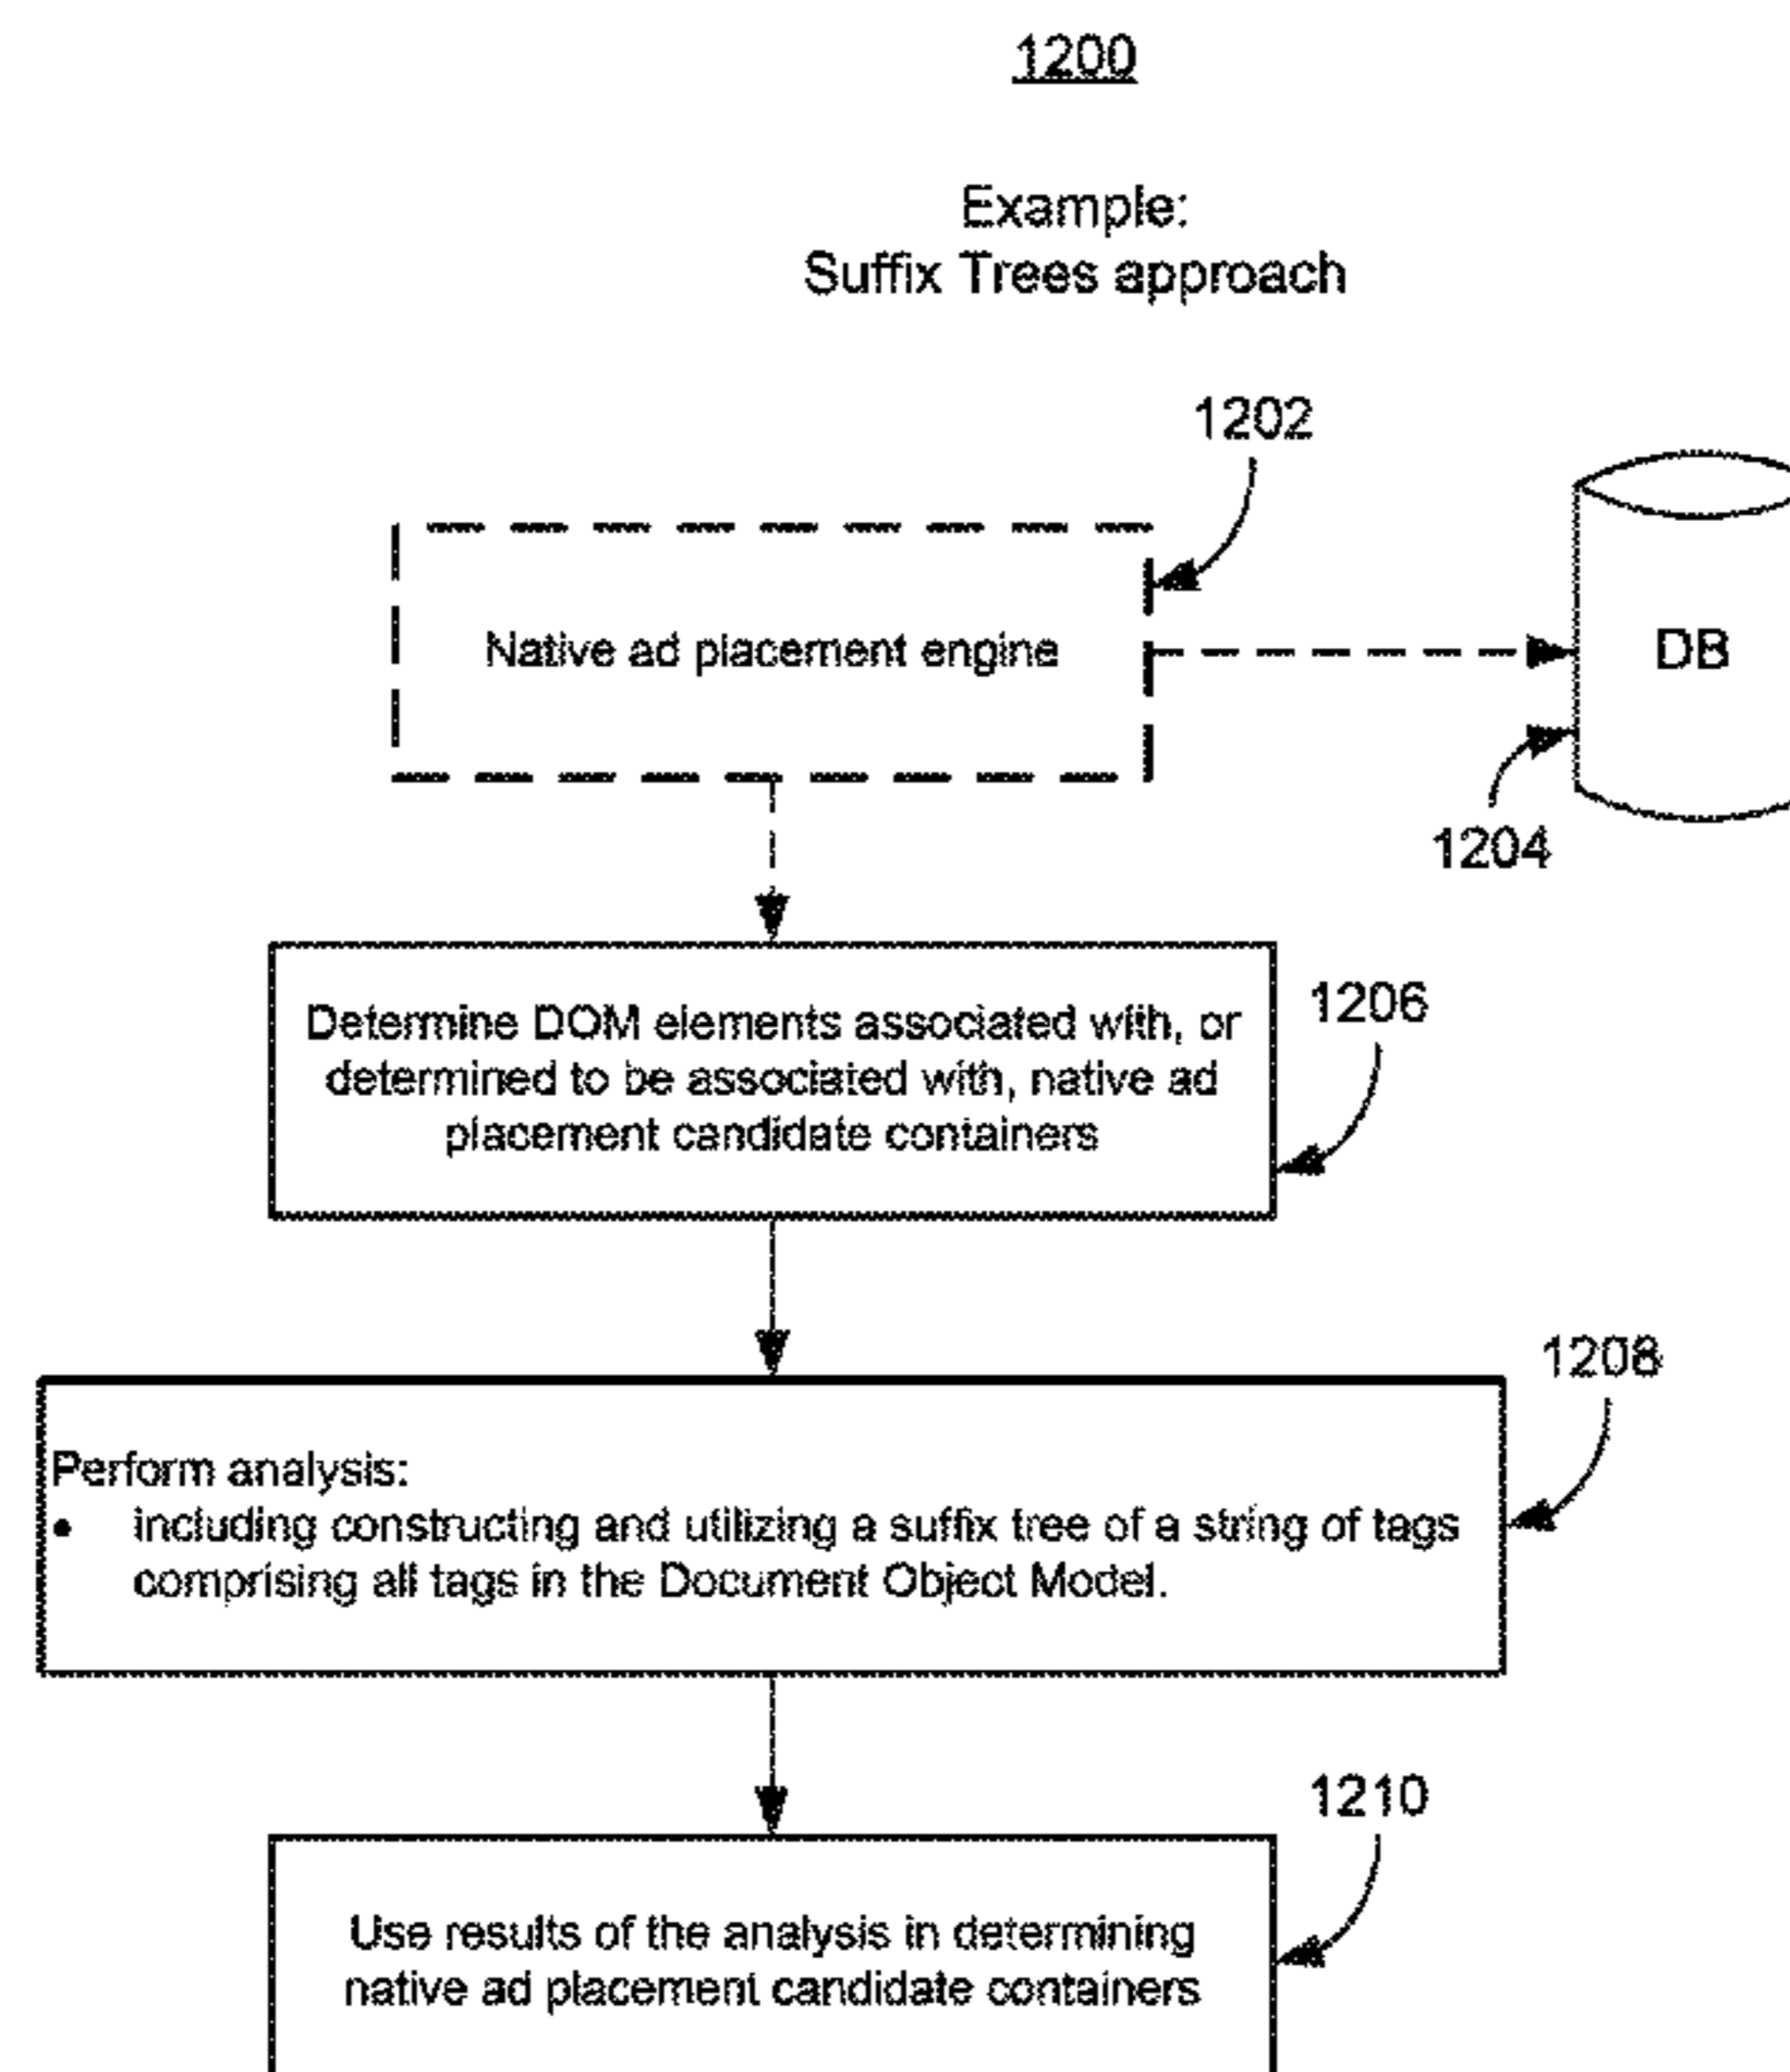 1200
Example:
Suffix Trees approach
1202
Native ad placement engine
DB
1204
Determine DOM elements associated with, or
determined to be associated with, native ad
placement candidate containers
1206
1208
Perform analysis:
• including constructing and utilizing a suffix tree of a string of tags
comprising all tags in the Document Object Model.
1210
Use results of the analysis in determining
native ad placement candidate containers